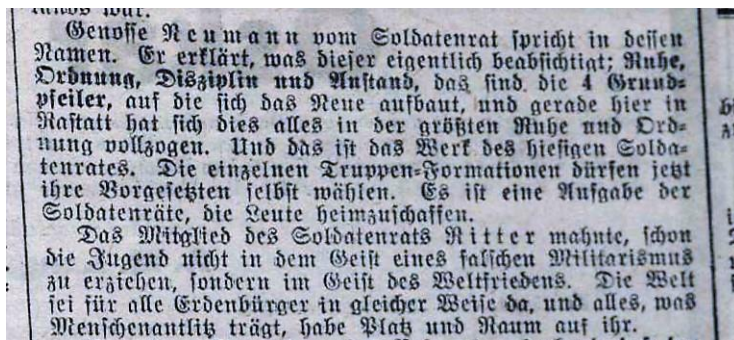 Genosse Neumann vom Soldatenrat spricht in dessen
Namen. Er erklärt, was dieser eigentlich beabsichtigt; Ruhe,
Ordnung, Disziplin und Anstand, das sind die 4 Grund=
pfeiler, auf die sich das Neue aufbaut, und gerade hier in
Rastatt hat sich dies alles in der größten Ruhe und Ord=
nung vollzogen. Und das ist das Werk des hiesigen Solda=
tenrates. Die einzelnen Truppen=Formationen dürfen jetzt
ihre Vorgesetzten selbst wählen. Es ist eine Aufgabe der
Soldatenräte, die Leute heimzuschaffen.
Das Mitglied des Soldatenrats Ritter mahnte, schon
die Jugend nicht in dem Geist eines falschen Militarismus
zu erziehen, sondern im Geist des Weltfriedens. Die Welt
sei für alle Erdenbürger in gleicher Weise da, und alles, was
Menschenantlitz trägt, habe Platz und Raum auf ihr.